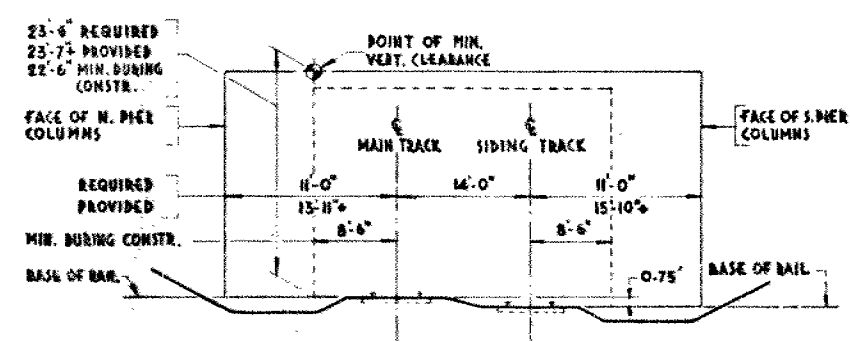 23'-4" REQUIRED
23'-7"+ PROVIDED
22'-6" MIN. DURING
CONSTR.
POINT OF MIN.
VERT. CLEARANCE
FACE OF N. PIER
COLUMNS
FACE OF S. PIER
COLUMNS
℄
MAIN TRACK
℄
SIDING TRACK
REQUIRED
PROVIDED
11'-0"
14'-0"
11'-0"
13'-11"+
15'-10"+
MIN. DURING CONSTR.
8'-6"
8'-6"
BASE OF RAIL
0.75'
BASE OF RAIL